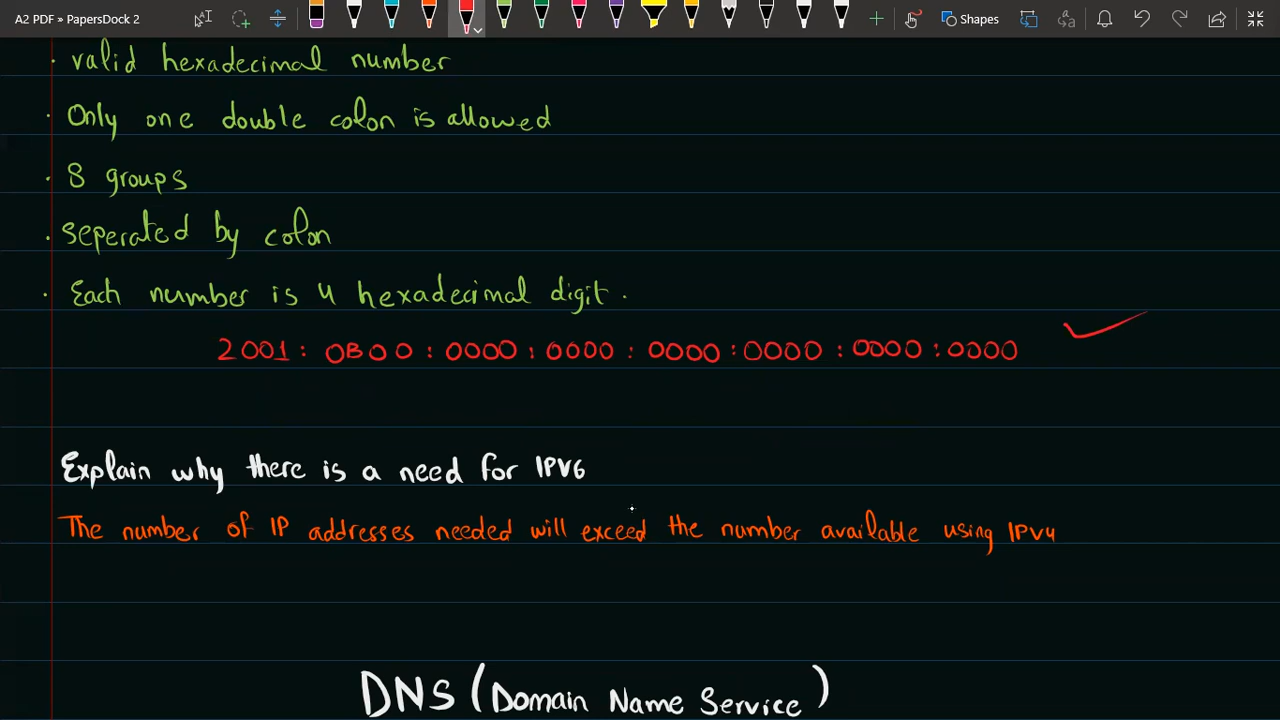 A2 PDF » PapersDock 2
Shapes
· valid hexadecimal number
· Only one double colon is allowed
· 8 groups
· seperated by colon
· Each number is 4 hexadecimal digit.
2001 : 0B00 : 0000 : 0000 : 0000 : 0000 : 0000 : 0000
Explain why there is a need for IPV6
The number of IP addresses needed will exceed the number available using IPV4
DNS (Domain Name Service)